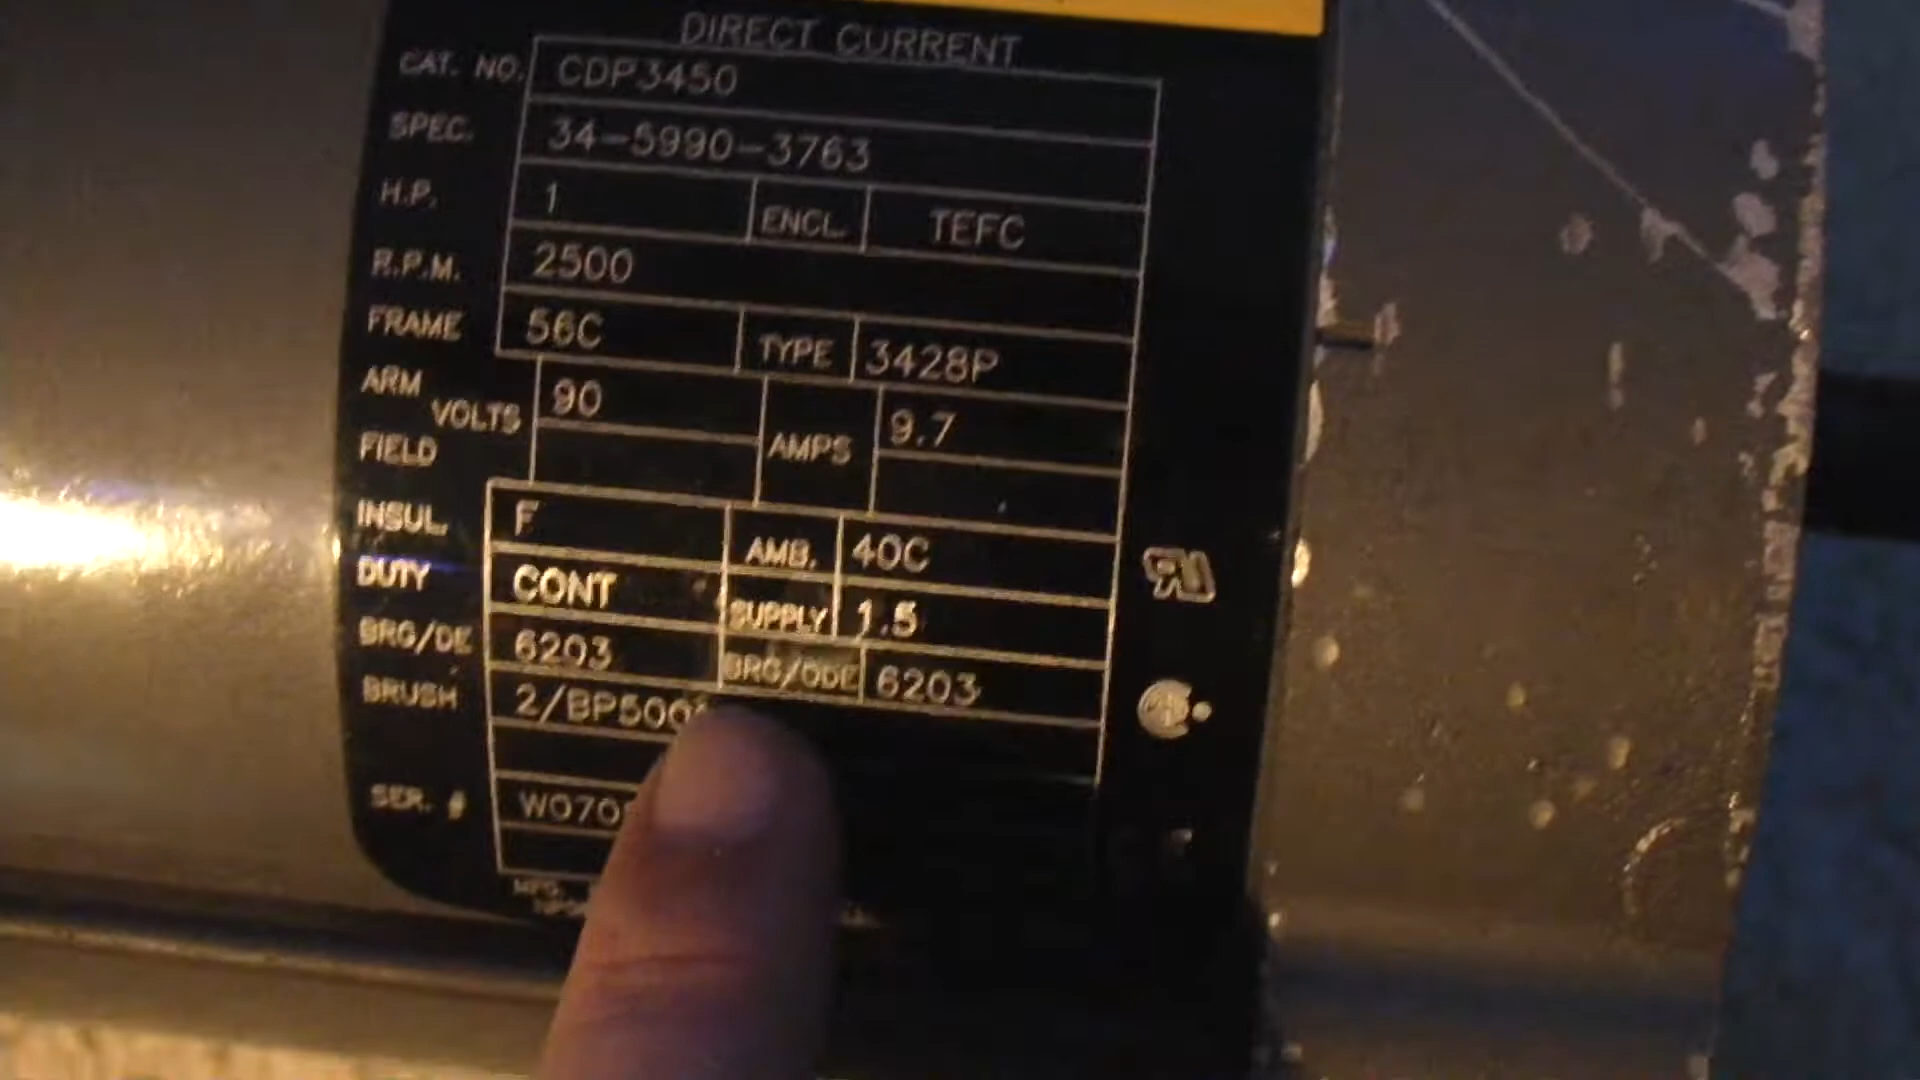 DIRECT CURRENT
CAT. NO. CDP3450
SPEC. 34-5990-3763
H.P. 1 ENCL. TEFC
R.P.M. 2500
FRAME 56C TYPE 3428P
ARM VOLTS 90 AMPS 9.7
FIELD
INSUL. F AMB. 40C
DUTY CONT SUPPLY 1.5
BRG/DE 6203 BRG/ODE 6203
BRUSH 2/BP500
SER. # W070